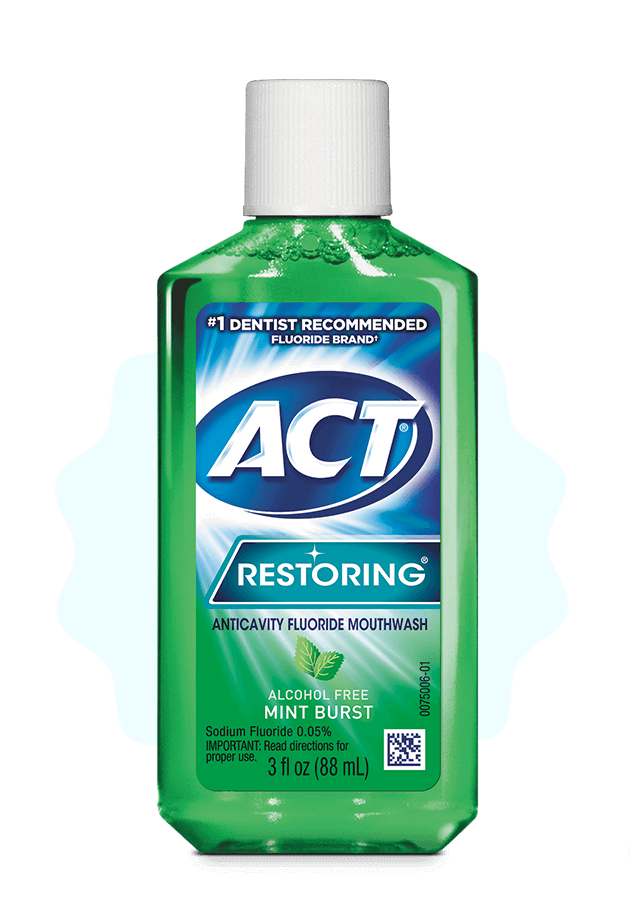 #1 DENTIST RECOMMENDED
FLUORIDE BRAND†
ACT®
RESTORING®
ANTICAVITY FLUORIDE MOUTHWASH
ALCOHOL FREE
MINT BURST
0075006-01
Sodium Fluoride 0.05%
IMPORTANT: Read directions for
proper use.
3 fl oz (88 mL)